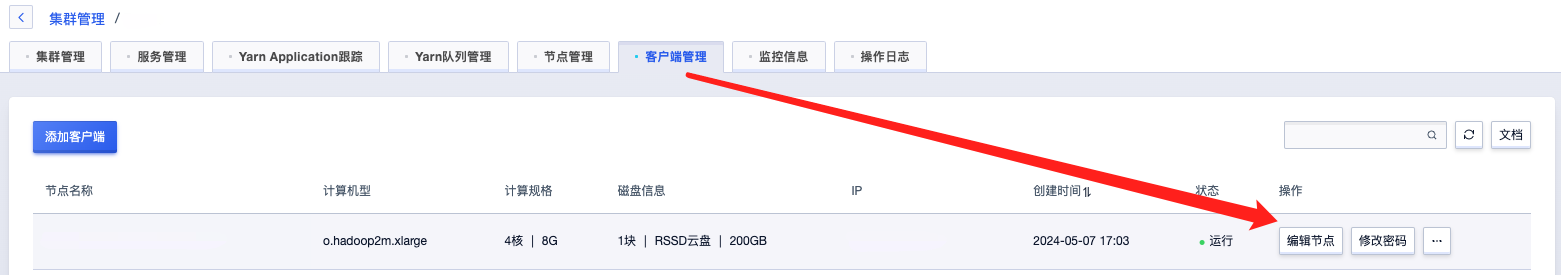 集群管理 /
集群管理 服务管理 Yarn Application跟踪 Yarn队列管理 节点管理 客户端管理 监控信息 操作日志
添加客户端 文档
节点名称 计算机型 计算规格 磁盘信息 IP 创建时间 状态 操作
o.hadoop2m.xlarge 4核 | 8G 1块 | RSSD云盘 | 200GB 2024-05-07 17:03 运行 编辑节点 修改密码 ...